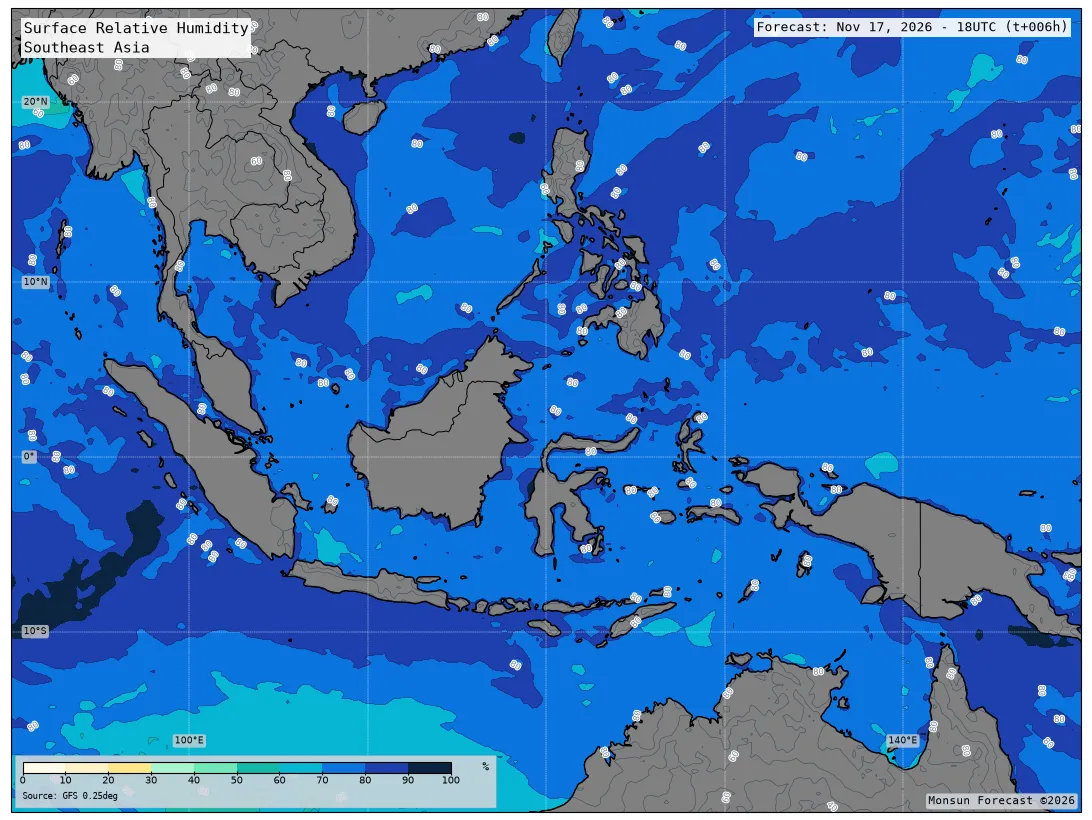 Surface Relative Humidity
Southeast Asia
Forecast: Nov 17, 2026 - 18UTC (t+006h)
20°N
10°N
0°
10°S
100°E
140°E
0 10 20 30 40 50 60 70 80 90 100
%
Source: GFS 0.25deg
Monsun Forecast ©2026